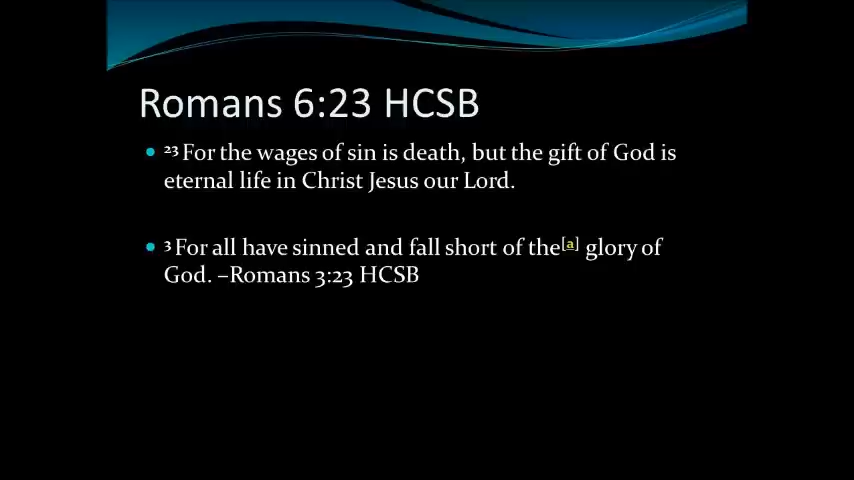 Romans 6:23 HCSB
• ²³ For the wages of sin is death, but the gift of God is
eternal life in Christ Jesus our Lord.
• ³ For all have sinned and fall short of the[a] glory of
God. –Romans 3:23 HCSB